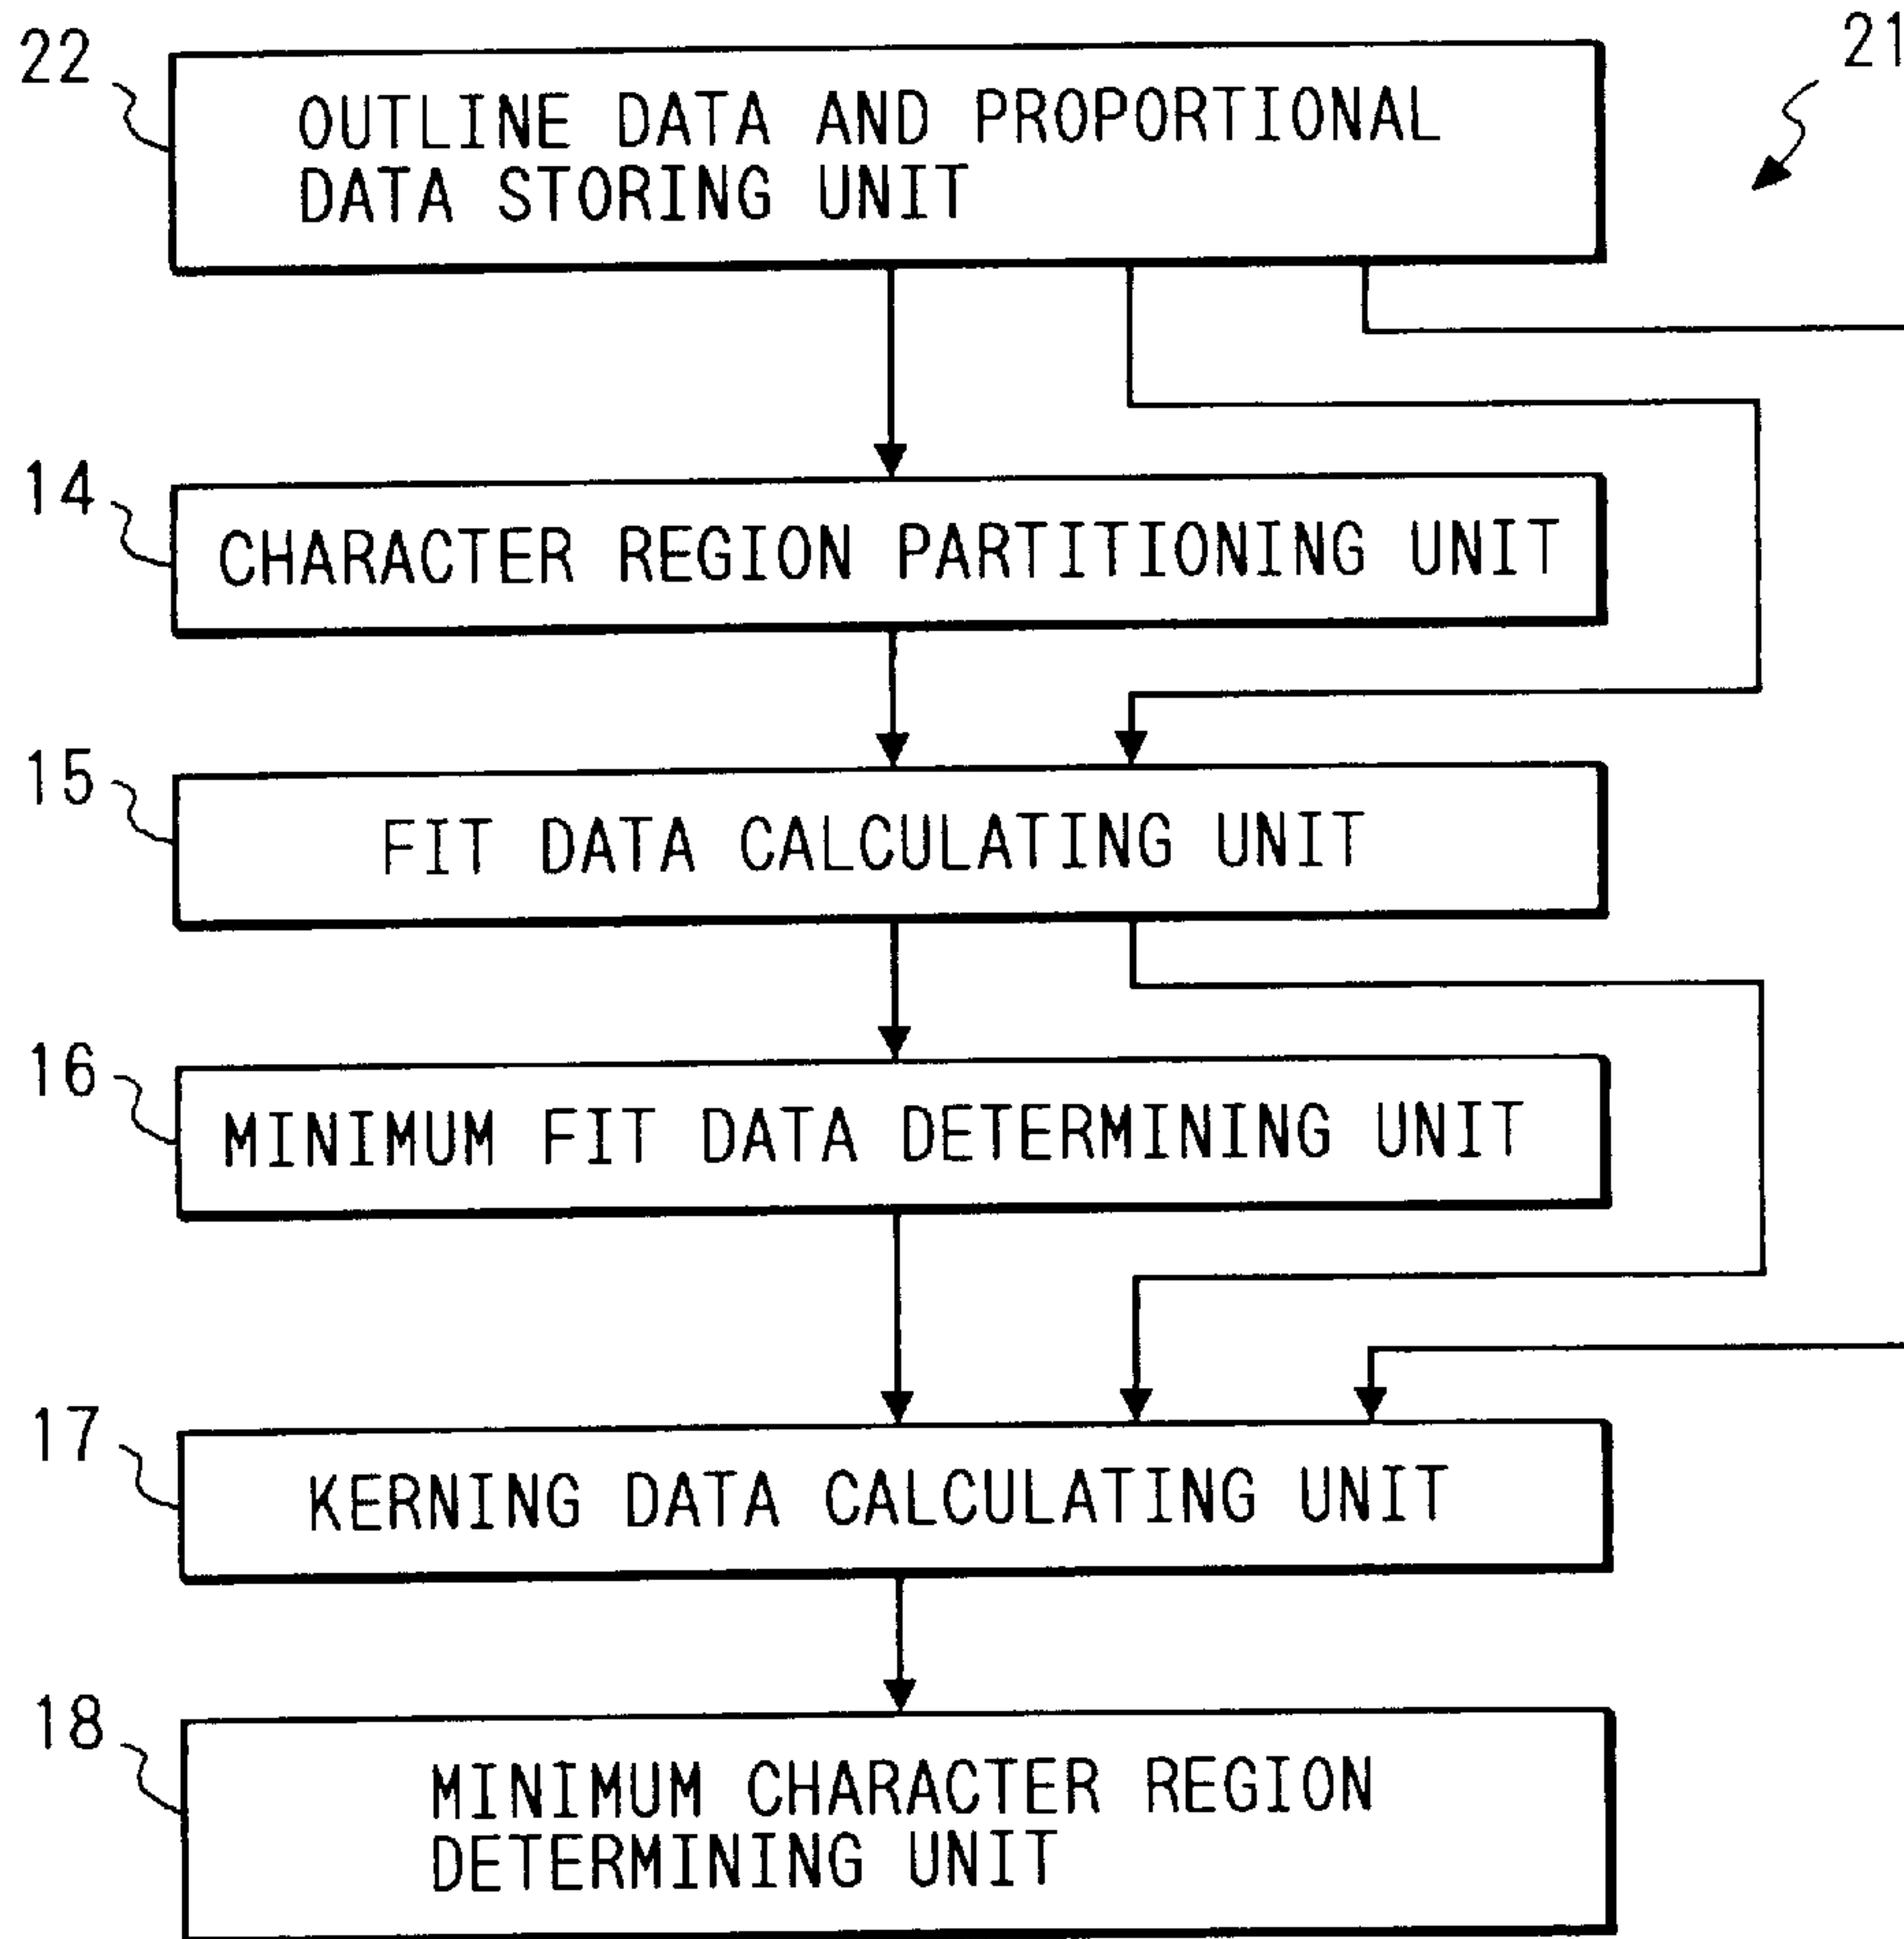 22
21
OUTLINE DATA AND PROPORTIONAL
DATA STORING UNIT
14
CHARACTER REGION PARTITIONING UNIT
15
FIT DATA CALCULATING UNIT
16
MINIMUM FIT DATA DETERMINING UNIT
17
KERNING DATA CALCULATING UNIT
18
MINIMUM CHARACTER REGION
DETERMINING UNIT